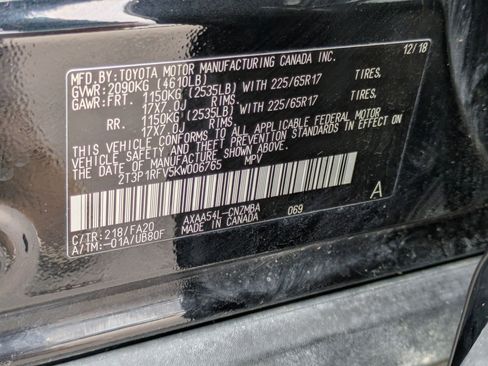 MFD.BY: TOYOTA MOTOR MANUFACTURING CANADA INC. 12/18
GVWR: 2090KG (4610LB)
GAWR:FRT. 1150KG (2535LB) WITH 225/65R17 TIRES,
17X7.0J RIMS.
RR. 1150KG (2535LB) WITH 225/65R17 TIRES,
17X7.0J RIMS.
THIS VEHICLE CONFORMS TO ALL APPLICABLE FEDERAL MOTOR
VEHICLE SAFETY AND THEFT PREVENTION STANDARDS IN EFFECT ON
THE DATE OF MANUFACTURE SHOWN ABOVE.
2T3P1RFV5KW006765 MPV
A
C/TR: 218/FA20 AXAA54L-CNZMBA 069
A/TM: -01A/UB80F MADE IN CANADA